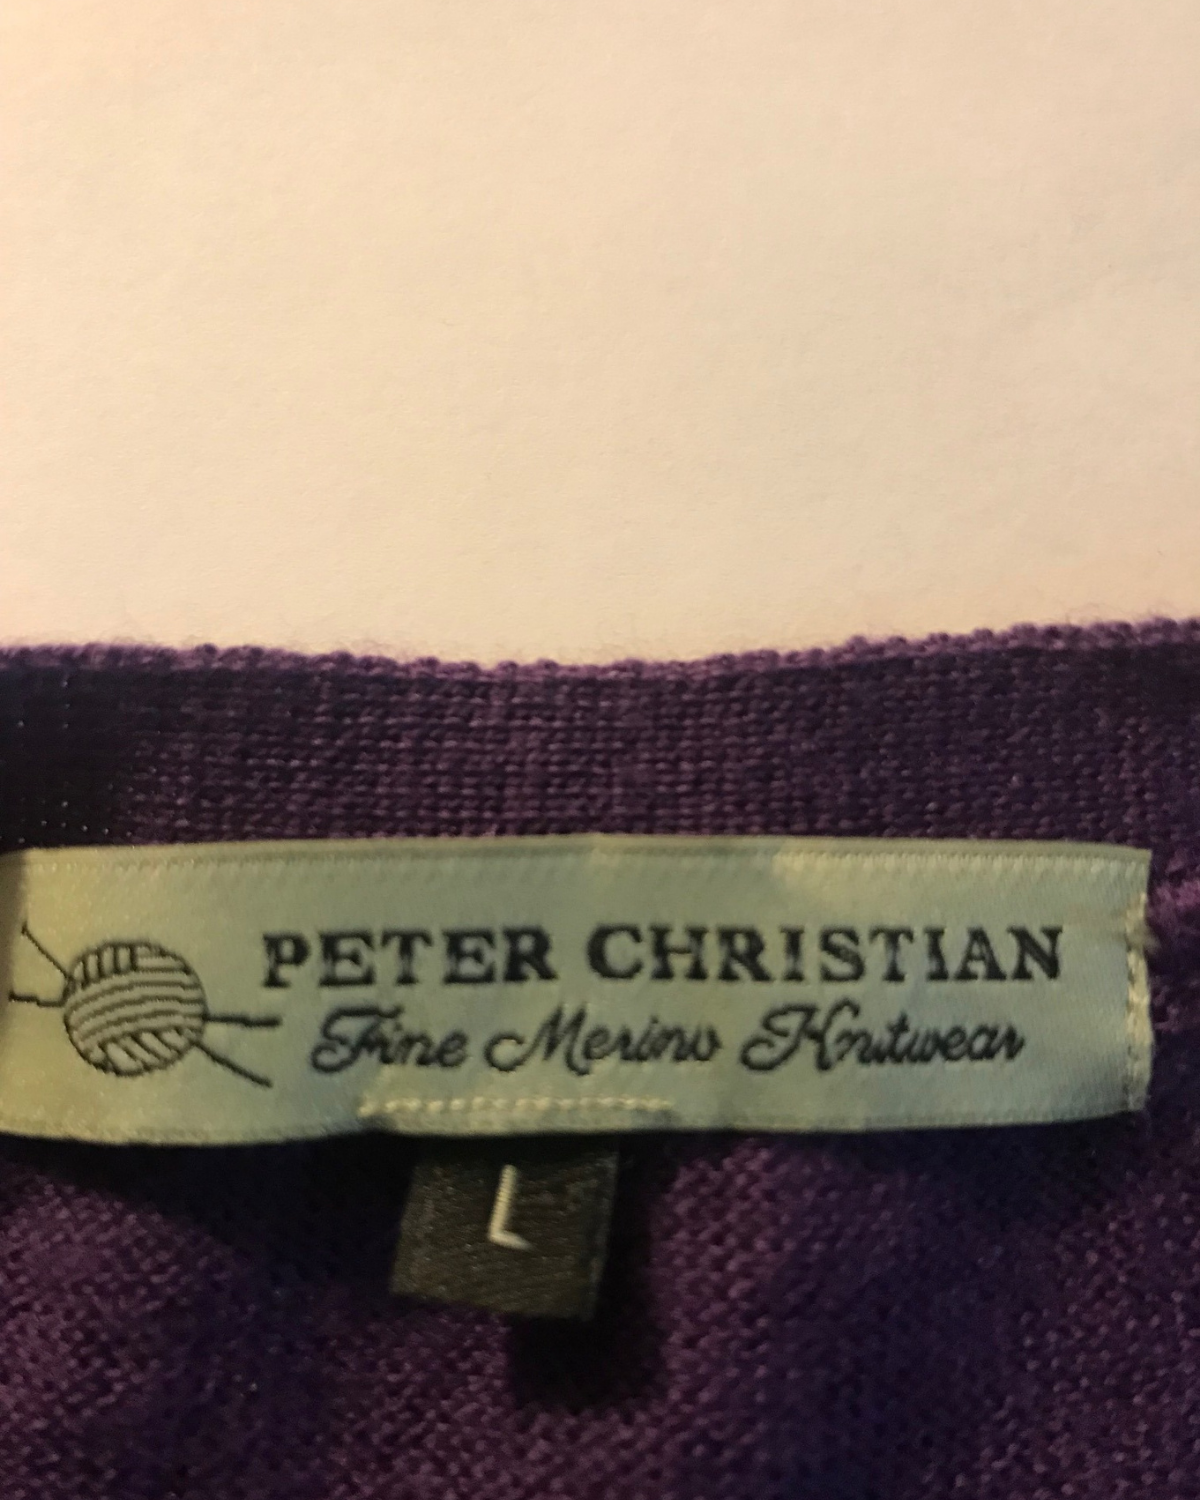 PETER CHRISTIAN
Fine Merino Knitwear
L